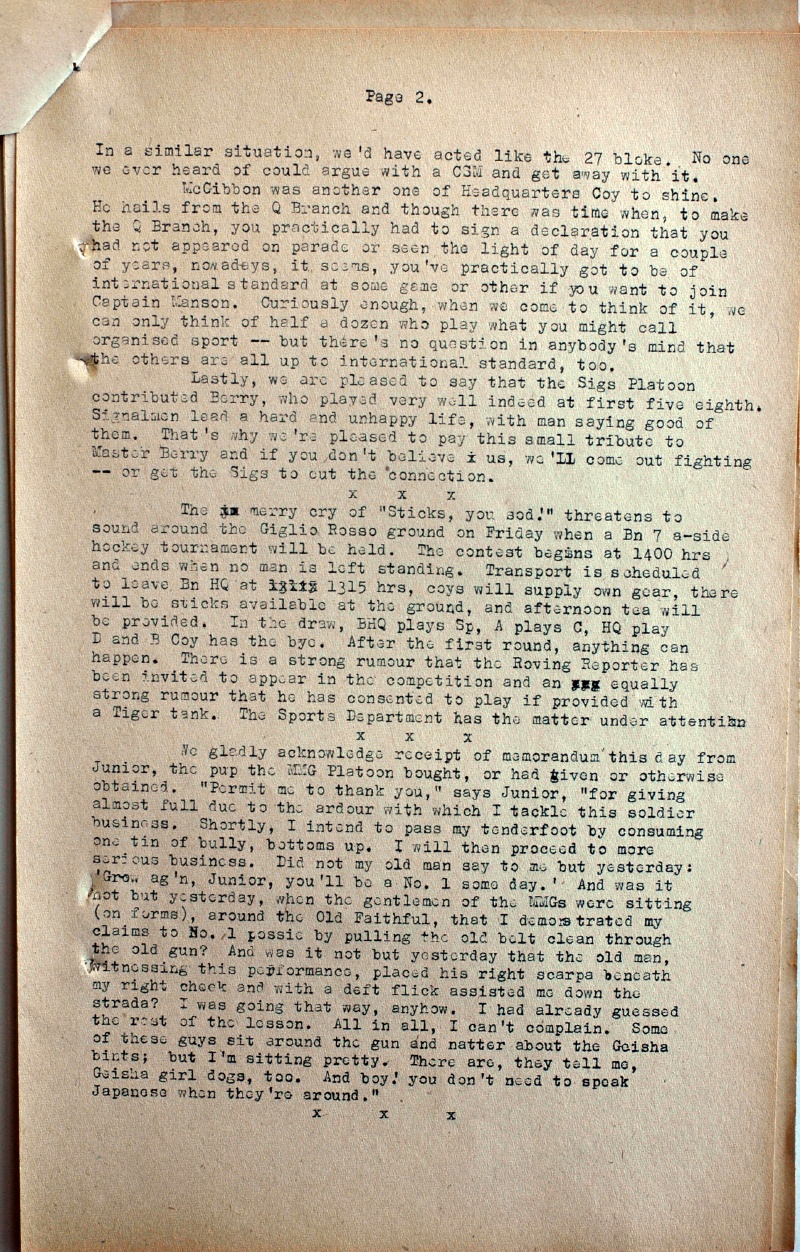 Page 2.
In a similar situation, we'd have acted like the 27 bloke. No one
we ever heard of could argue with a CSM and get away with it.
McGibbon was another one of Headquarters Coy to shine.
He hails from the Q Branch and though there was time when, to make
the Q Branch, you practically had to sign a declaration that you
had not appeared on parade or seen the light of day for a couple
of years, nowadays, it seems, you've practically got to be of
international standard at some game or other if you want to join
Captain Manson. Curiously enough, when we come to think of it, we
can only think of half a dozen who play what you might call
organised sport -- but there's no question in anybody's mind that
the others are all up to international standard, too.
Lastly, we are pleased to say that the Sigs Platoon
contributed Berry, who played very well indeed at first five eighth.
Signalmen lead a hard and unhappy life, with man saying good of
them. That's why we're pleased to pay this small tribute to
Master Berry and if you don't believe i us, we'll come out fighting
-- or get the Sigs to cut the connection.
x x x
The merry cry of "Sticks, you sod!" threatens to
sound around the Giglio Rosso ground on Friday when a Bn 7 a-side
hockey tournament will be held. The contest begins at 1400 hrs
and ends when no man is left standing. Transport is scheduled
to leave Bn HQ at 1315 hrs, coys will supply own gear, there
will be sticks available at the ground, and afternoon tea will
be provided. In the draw, BHQ plays Sp, A plays C, HQ play
D and B Coy has the bye. After the first round, anything can
happen. There is a strong rumour that the Roving Reporter has
been invited to appear in the competition and an equally
strong rumour that he has consented to play if provided with
a Tiger tank. The Sports Department has the matter under attentibn
x x x
We gladly acknowledge receipt of memorandum this day from
Junior, the pup the MMG Platoon bought, or had given or otherwise
obtained. "Permit me to thank you," says Junior, "for giving
almost full due to the ardour with which I tackle this soldier
business. Shortly, I intend to pass my tenderfoot by consuming
one tin of bully, bottoms up. I will then proceed to more
serious business. Did not my old man say to me but yesterday:
'Grow ag'n, Junior, you'll be a No. 1 some day.' And was it
not but yesterday, when the gentlemen of the MMGs were sitting
(on forms), around the Old Faithful, that I demonstrated my
claims to No. 1 possie by pulling the old belt clean through
the old gun? And was it not but yesterday that the old man,
witnessing this performance, placed his right scarpa beneath
my right cheek and with a deft flick assisted me down the
strada? I was going that way, anyhow. I had already guessed
the rest of the lesson. All in all, I can't complain. Some
of these guys sit around the gun and natter about the Geisha
bints; but I'm sitting pretty. There are, they tell me,
Geisha girl dogs, too. And boy! you don't need to speak
Japanese when they're around."
x x x